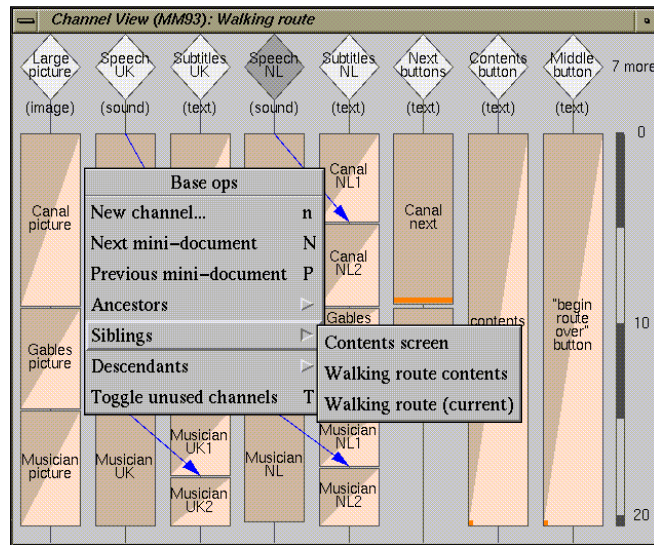 Channel View (MM93): Walking route
Large
picture
Speech
UK
Subtitles
UK
Speech
NL
Subtitles
NL
Next
buttons
Contents
button
Middle
button
7 more
(image)
(sound)
(text)
(sound)
(text)
(text)
(text)
(text)
0
Canal
NL1
Base ops
New channel... n
Next mini-document N
Previous mini-document P
Ancestors
Siblings
Descendants
Toggle unused channels T
Canal
picture
Canal
next
Canal
NL2
Gables
contents
"begin
route
over"
button
10
Contents screen
Walking route contents
Walking route (current)
Gables
picture
Musician
picture
Musician
UK
Musician
UK1
Musician
UK2
Musician
NL
Musician
NL1
Musician
NL2
20